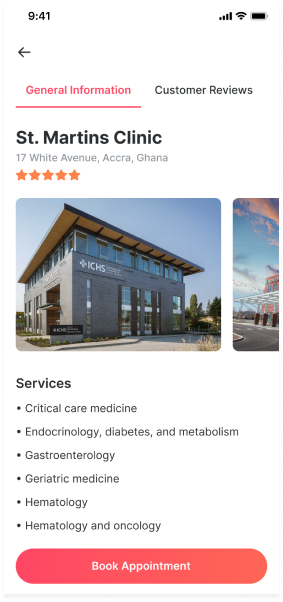 9:41
General Information Customer Reviews
St. Martins Clinic
17 White Avenue, Accra, Ghana
ICHS
ICHS
Services
• Critical care medicine
• Endocrinology, diabetes, and metabolism
• Gastroenterology
• Geriatric medicine
• Hematology
• Hematology and oncology
Book Appointment